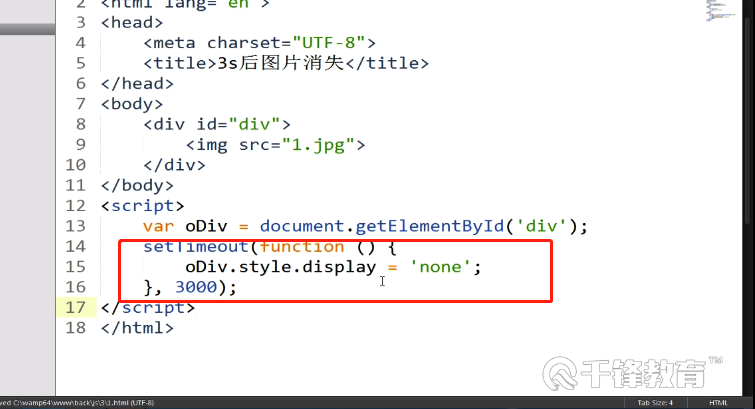 2 <html lang="en">
3 <head>
4 <meta charset="UTF-8">
5 <title>3s后图片消失</title>
6 </head>
7 <body>
8 <div id="div">
9 <img src="1.jpg">
10 </div>
11 </body>
12 <script>
13 var oDiv = document.getElementById('div');
14 setTimeout(function () {
15 oDiv.style.display = 'none';
16 }, 3000);
17 </script>
18 </html>
千锋教育™
ved C:\wamp64\www\back\js\3\1.html (UTF-8)
Tab Size: 4
HTML